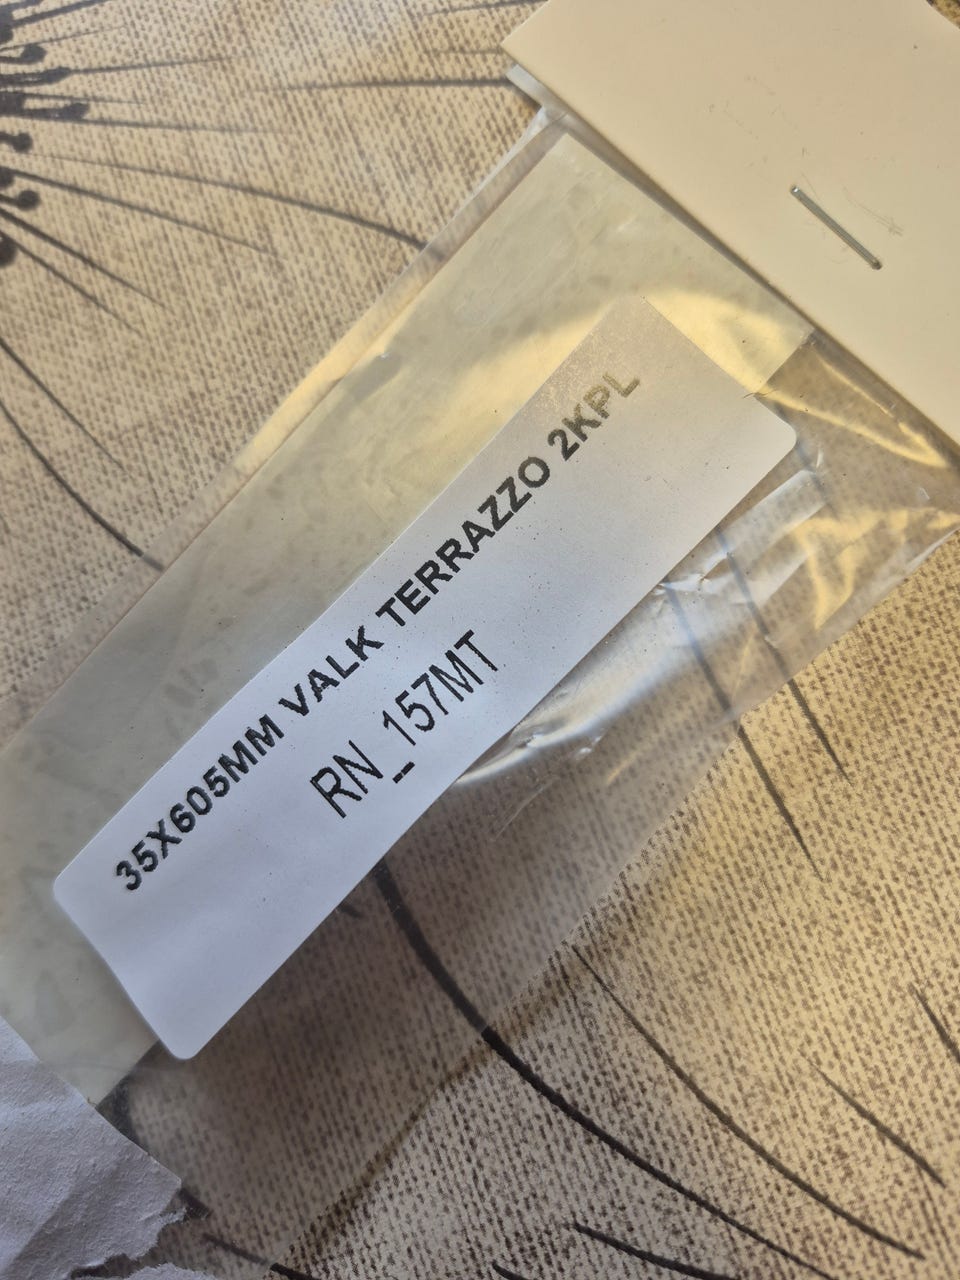 35X605MM VALK TERRAZZO 2KPL
RN_157MT